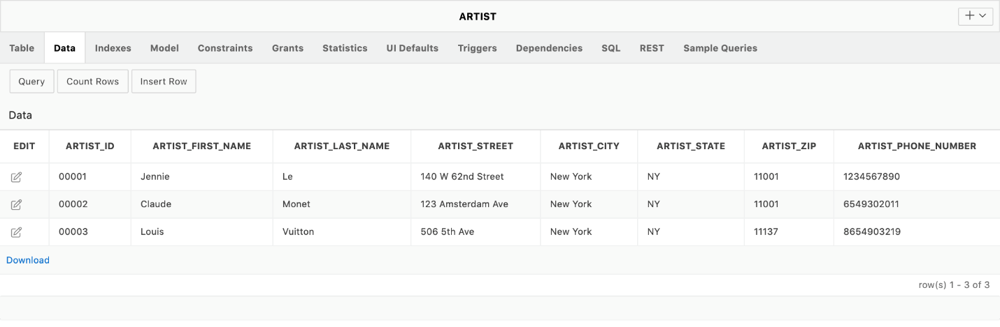 ARTIST
Table Data Indexes Model Constraints Grants Statistics UI Defaults Triggers Dependencies SQL REST Sample Queries
Query Count Rows Insert Row
Data
EDIT ARTIST_ID ARTIST_FIRST_NAME ARTIST_LAST_NAME ARTIST_STREET ARTIST_CITY ARTIST_STATE ARTIST_ZIP ARTIST_PHONE_NUMBER
00001 Jennie Le 140 W 62nd Street New York NY 11001 1234567890
00002 Claude Monet 123 Amsterdam Ave New York NY 11001 6549302011
00003 Louis Vuitton 506 5th Ave New York NY 11137 8654903219
Download
row(s) 1 - 3 of 3